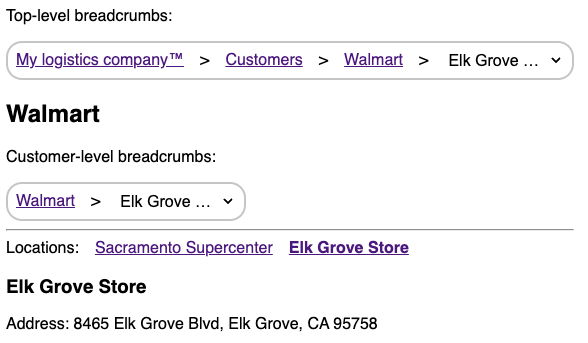 Top-level breadcrumbs:
My logistics company™ > Customers > Walmart > Elk Grove ...
Walmart
Customer-level breadcrumbs:
Walmart > Elk Grove ...
Locations: Sacramento Supercenter Elk Grove Store
Elk Grove Store
Address: 8465 Elk Grove Blvd, Elk Grove, CA 95758